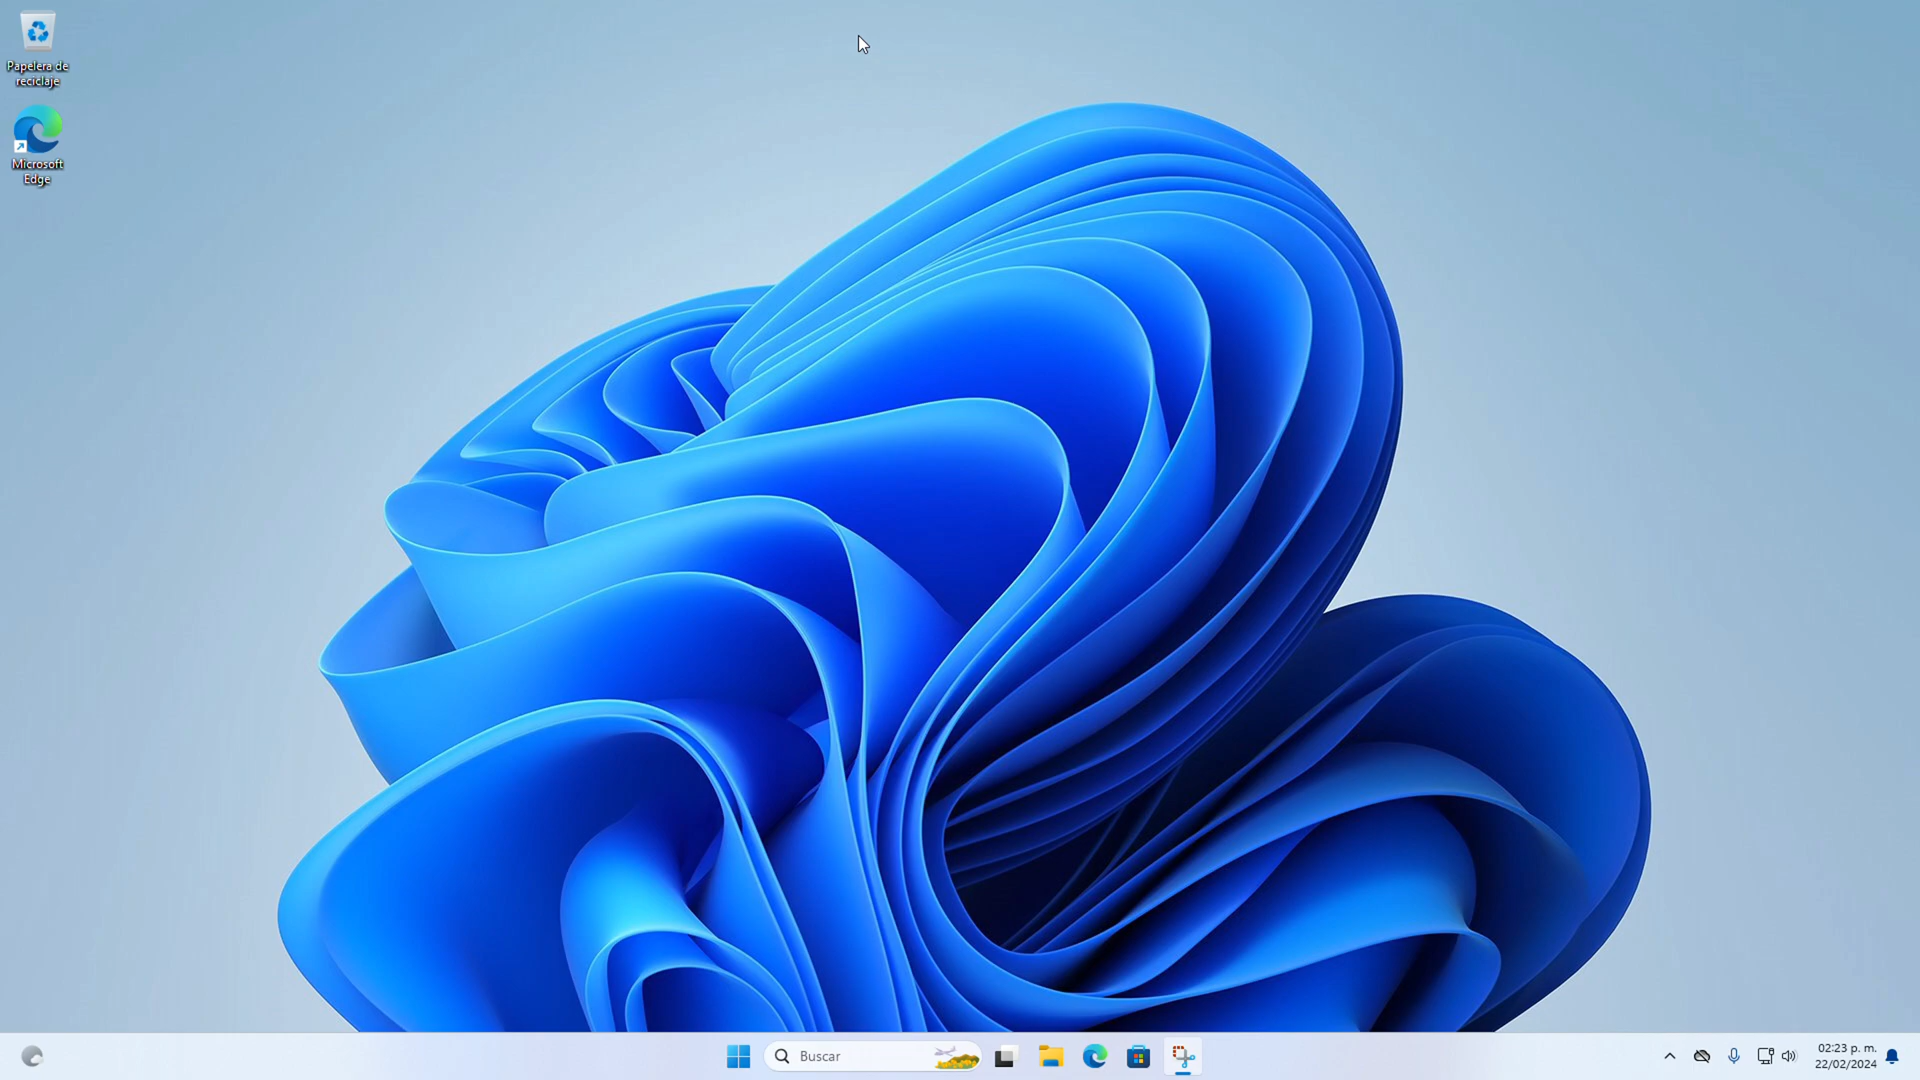 Papelera de
reciclaje
Microsoft
Edge
Buscar
02:23 p. m.
22/02/2024